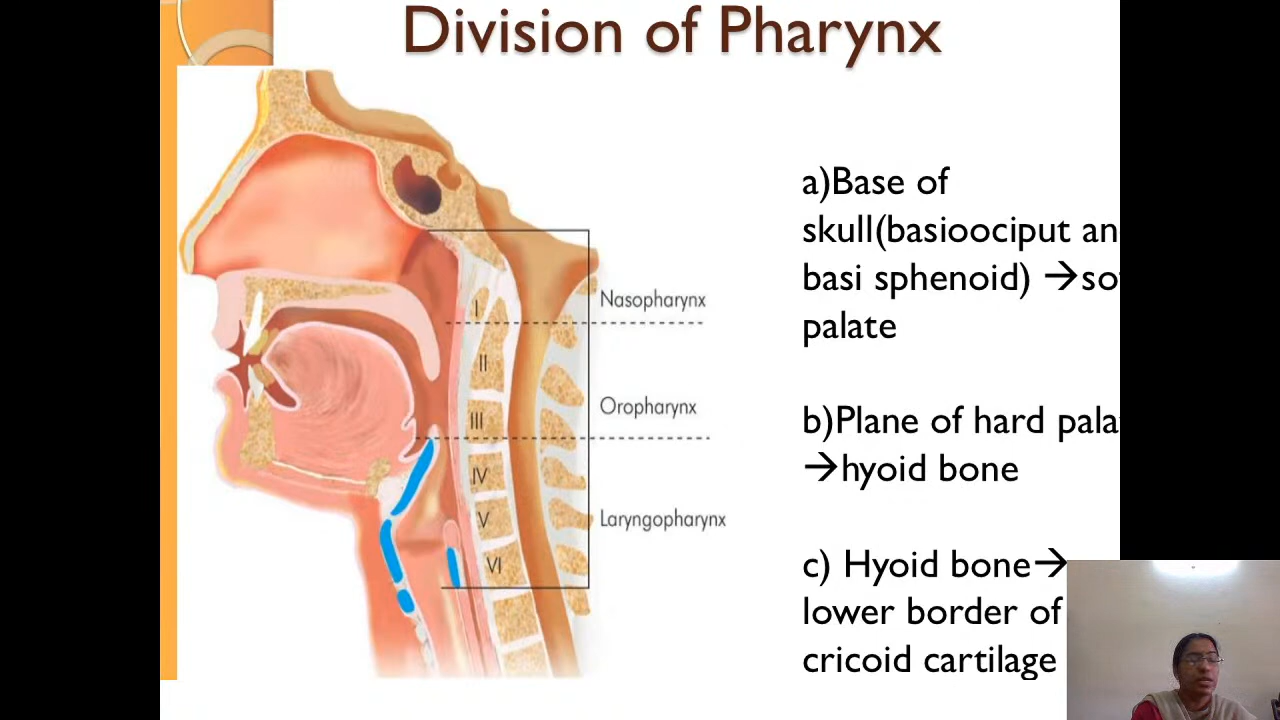 Division of Pharynx
a)Base of
skull(basioociput an
basi sphenoid) →so
palate
b)Plane of hard pala
→hyoid bone
c) Hyoid bone→
lower border of
cricoid cartilage
Nasopharynx
Oropharynx
Laryngopharynx
I
II
III
IV
V
VI